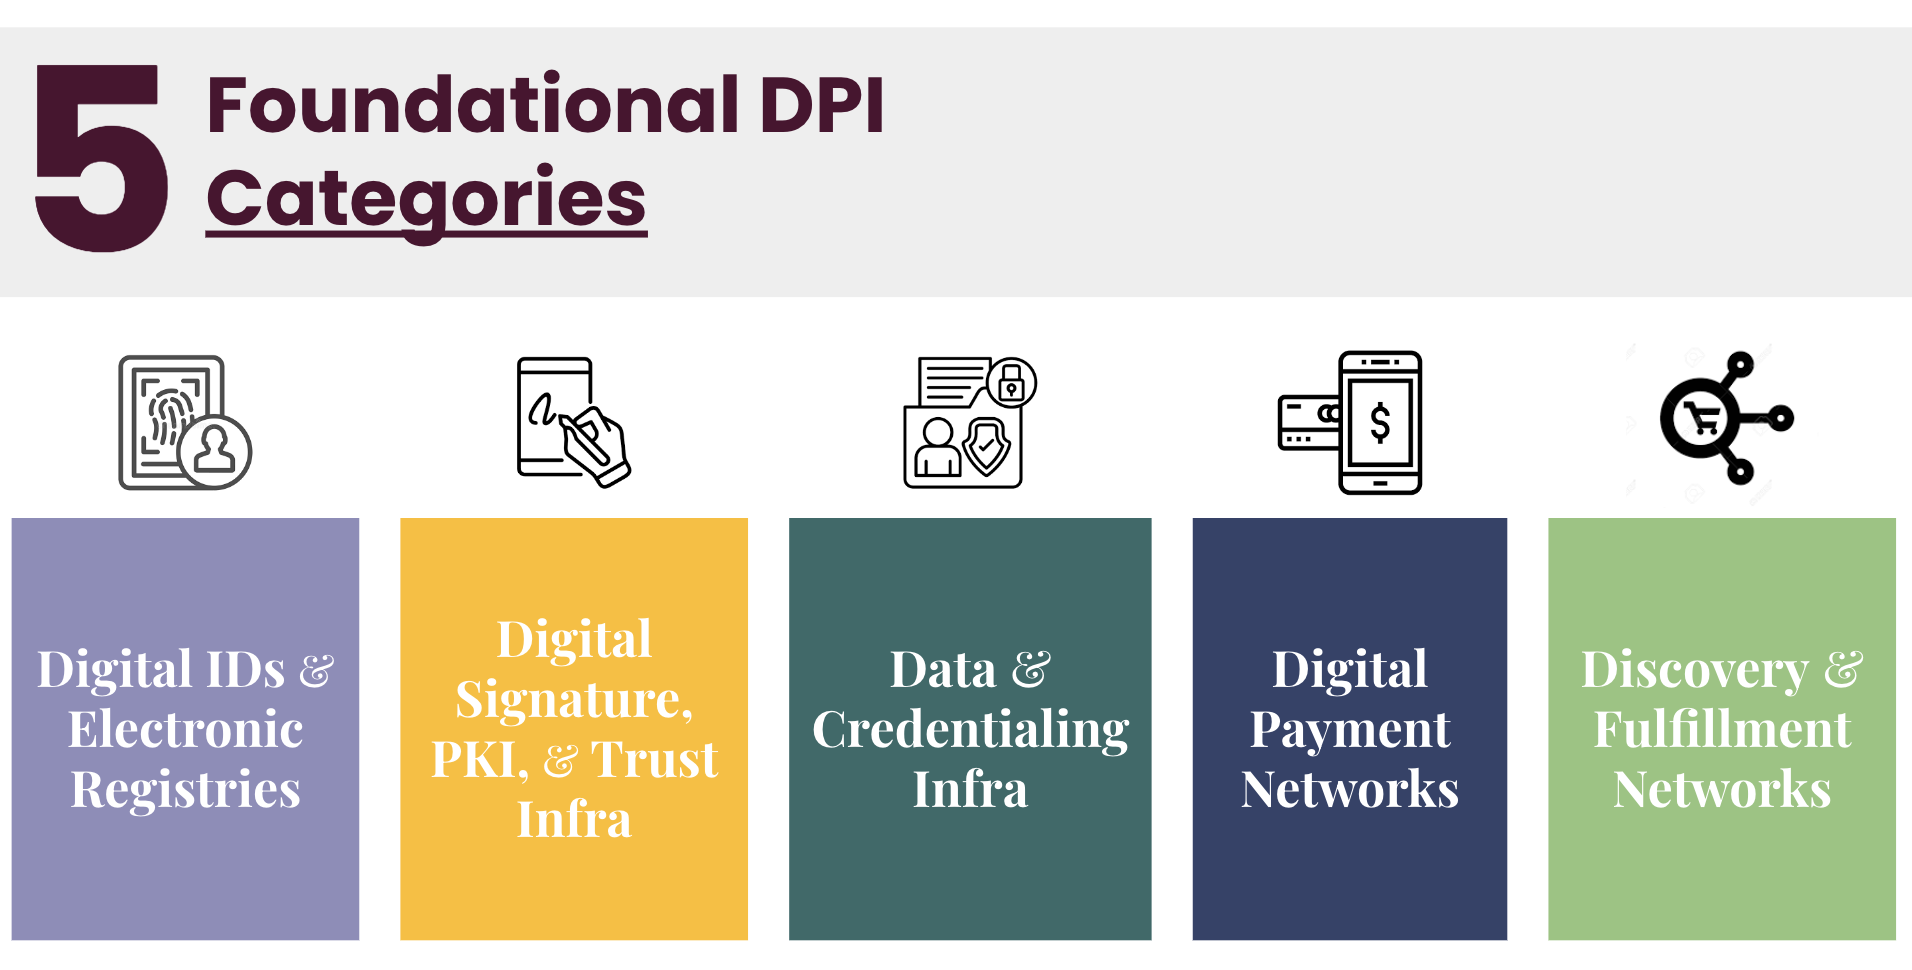 5
Foundational DPI
Categories
$
Digital IDs &
Electronic
Registries
Digital
Signature,
PKI, & Trust
Infra
Data &
Credentialing
Infra
Digital
Payment
Networks
Discovery &
Fulfillment
Networks